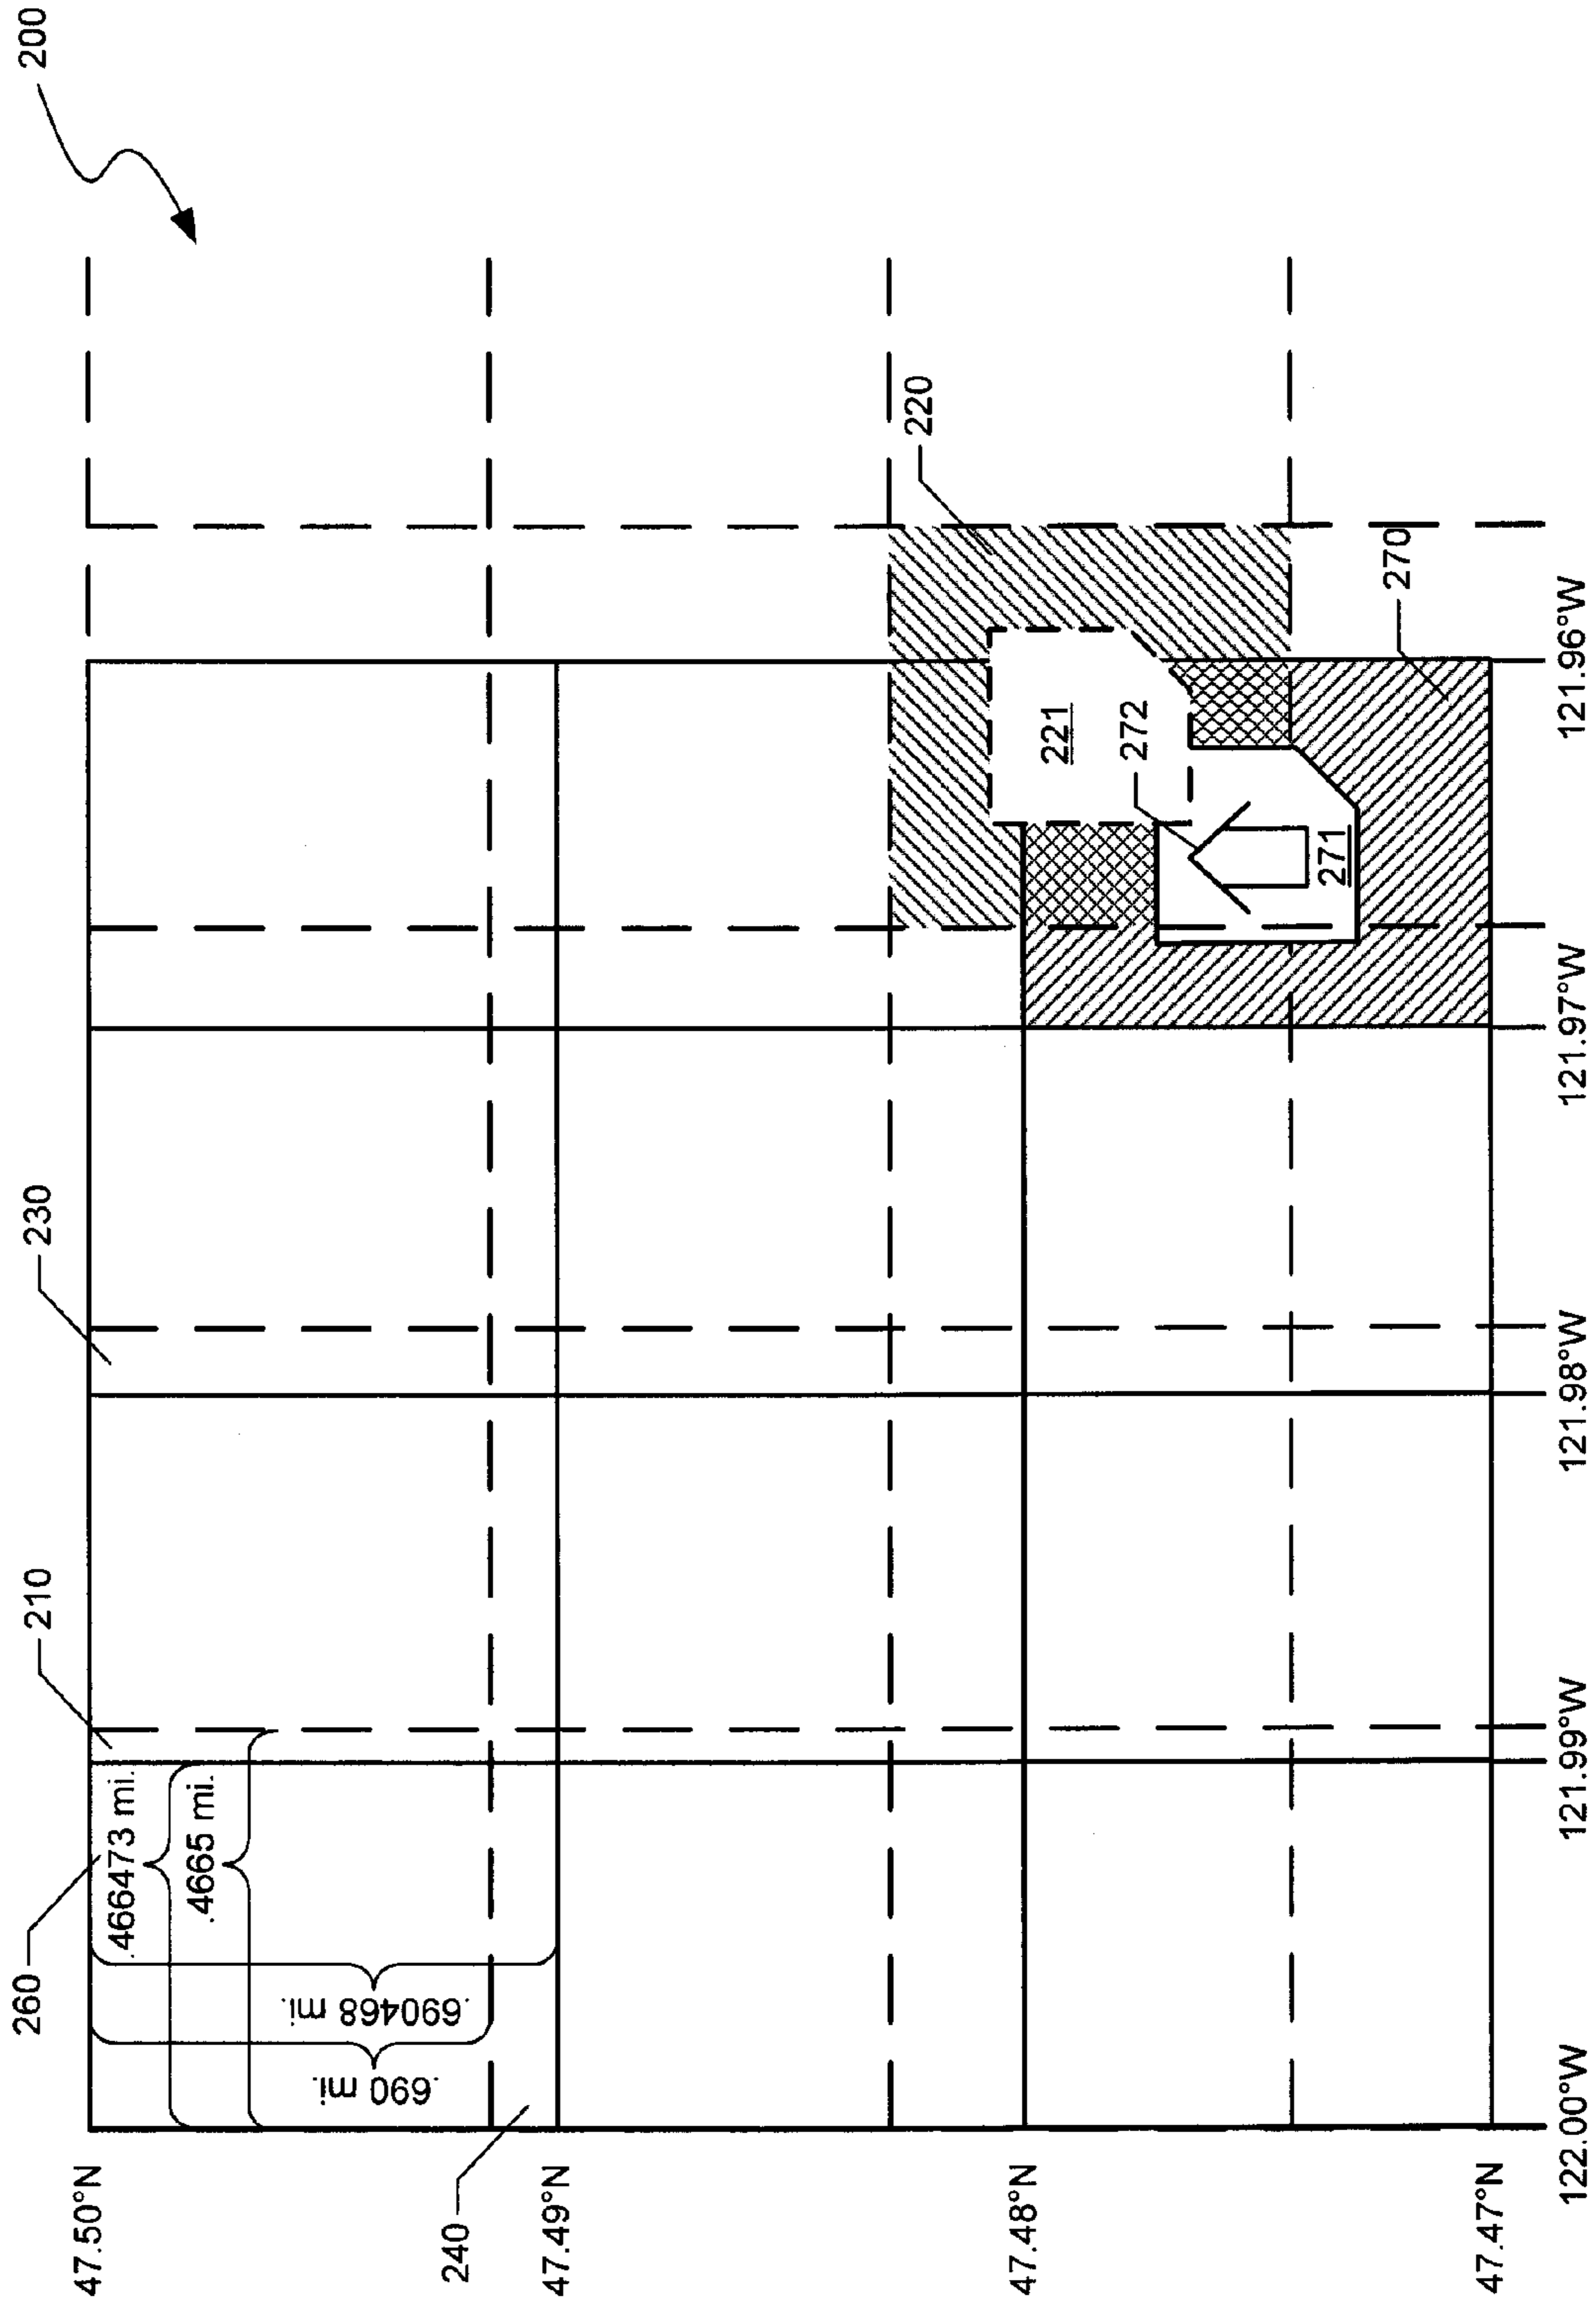 200
260
210
230
.466473 mi.
.4665 mi.
.690468 mi.
.690 mi.
240
220
221
272
271
270
47.50°N
47.49°N
47.48°N
47.47°N
122.00°W
121.99°W
121.98°W
121.97°W
121.96°W